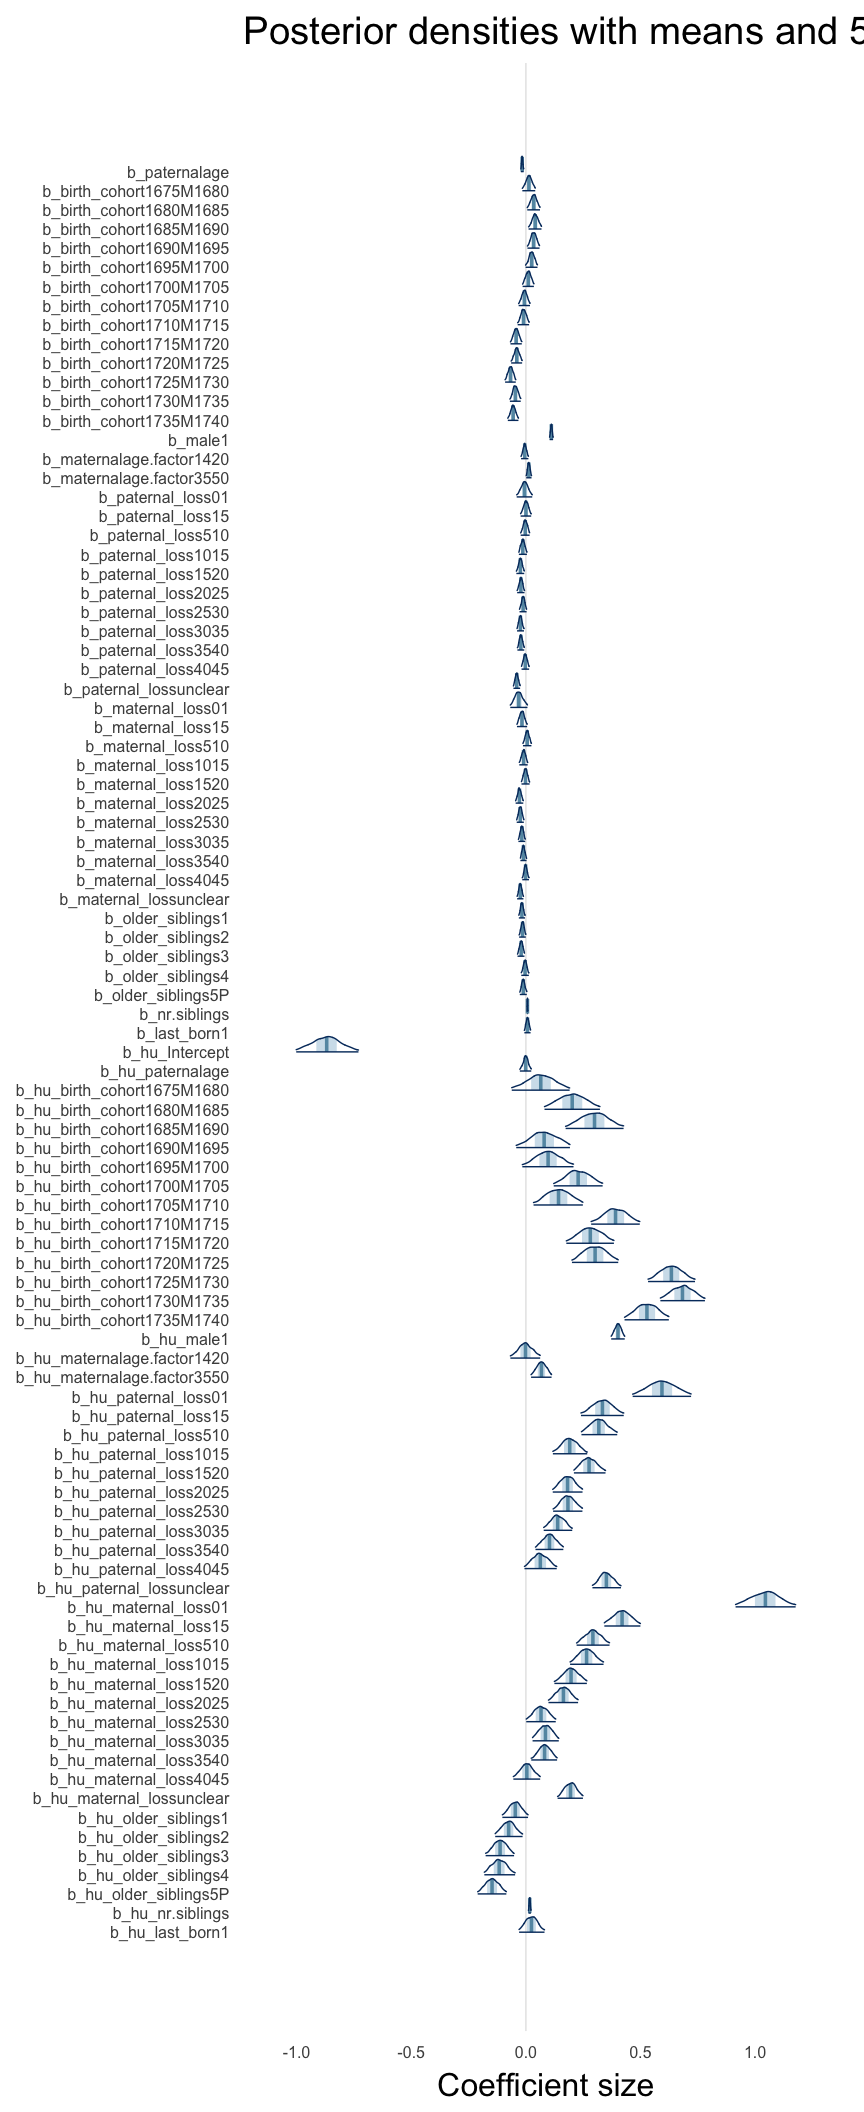 Posterior densities with means and 5
b_paternalage
b_birth_cohort1675M1680
b_birth_cohort1680M1685
b_birth_cohort1685M1690
b_birth_cohort1690M1695
b_birth_cohort1695M1700
b_birth_cohort1700M1705
b_birth_cohort1705M1710
b_birth_cohort1710M1715
b_birth_cohort1715M1720
b_birth_cohort1720M1725
b_birth_cohort1725M1730
b_birth_cohort1730M1735
b_birth_cohort1735M1740
b_male1
b_maternalage.factor1420
b_maternalage.factor3550
b_paternal_loss01
b_paternal_loss15
b_paternal_loss510
b_paternal_loss1015
b_paternal_loss1520
b_paternal_loss2025
b_paternal_loss2530
b_paternal_loss3035
b_paternal_loss3540
b_paternal_loss4045
b_paternal_lossunclear
b_maternal_loss01
b_maternal_loss15
b_maternal_loss510
b_maternal_loss1015
b_maternal_loss1520
b_maternal_loss2025
b_maternal_loss2530
b_maternal_loss3035
b_maternal_loss3540
b_maternal_loss4045
b_maternal_lossunclear
b_older_siblings1
b_older_siblings2
b_older_siblings3
b_older_siblings4
b_older_siblings5P
b_nr.siblings
b_last_born1
b_hu_Intercept
b_hu_paternalage
b_hu_birth_cohort1675M1680
b_hu_birth_cohort1680M1685
b_hu_birth_cohort1685M1690
b_hu_birth_cohort1690M1695
b_hu_birth_cohort1695M1700
b_hu_birth_cohort1700M1705
b_hu_birth_cohort1705M1710
b_hu_birth_cohort1710M1715
b_hu_birth_cohort1715M1720
b_hu_birth_cohort1720M1725
b_hu_birth_cohort1725M1730
b_hu_birth_cohort1730M1735
b_hu_birth_cohort1735M1740
b_hu_male1
b_hu_maternalage.factor1420
b_hu_maternalage.factor3550
b_hu_paternal_loss01
b_hu_paternal_loss15
b_hu_paternal_loss510
b_hu_paternal_loss1015
b_hu_paternal_loss1520
b_hu_paternal_loss2025
b_hu_paternal_loss2530
b_hu_paternal_loss3035
b_hu_paternal_loss3540
b_hu_paternal_loss4045
b_hu_paternal_lossunclear
b_hu_maternal_loss01
b_hu_maternal_loss15
b_hu_maternal_loss510
b_hu_maternal_loss1015
b_hu_maternal_loss1520
b_hu_maternal_loss2025
b_hu_maternal_loss2530
b_hu_maternal_loss3035
b_hu_maternal_loss3540
b_hu_maternal_loss4045
b_hu_maternal_lossunclear
b_hu_older_siblings1
b_hu_older_siblings2
b_hu_older_siblings3
b_hu_older_siblings4
b_hu_older_siblings5P
b_hu_nr.siblings
b_hu_last_born1
-1.0 -0.5 0.0 0.5 1.0
Coefficient size